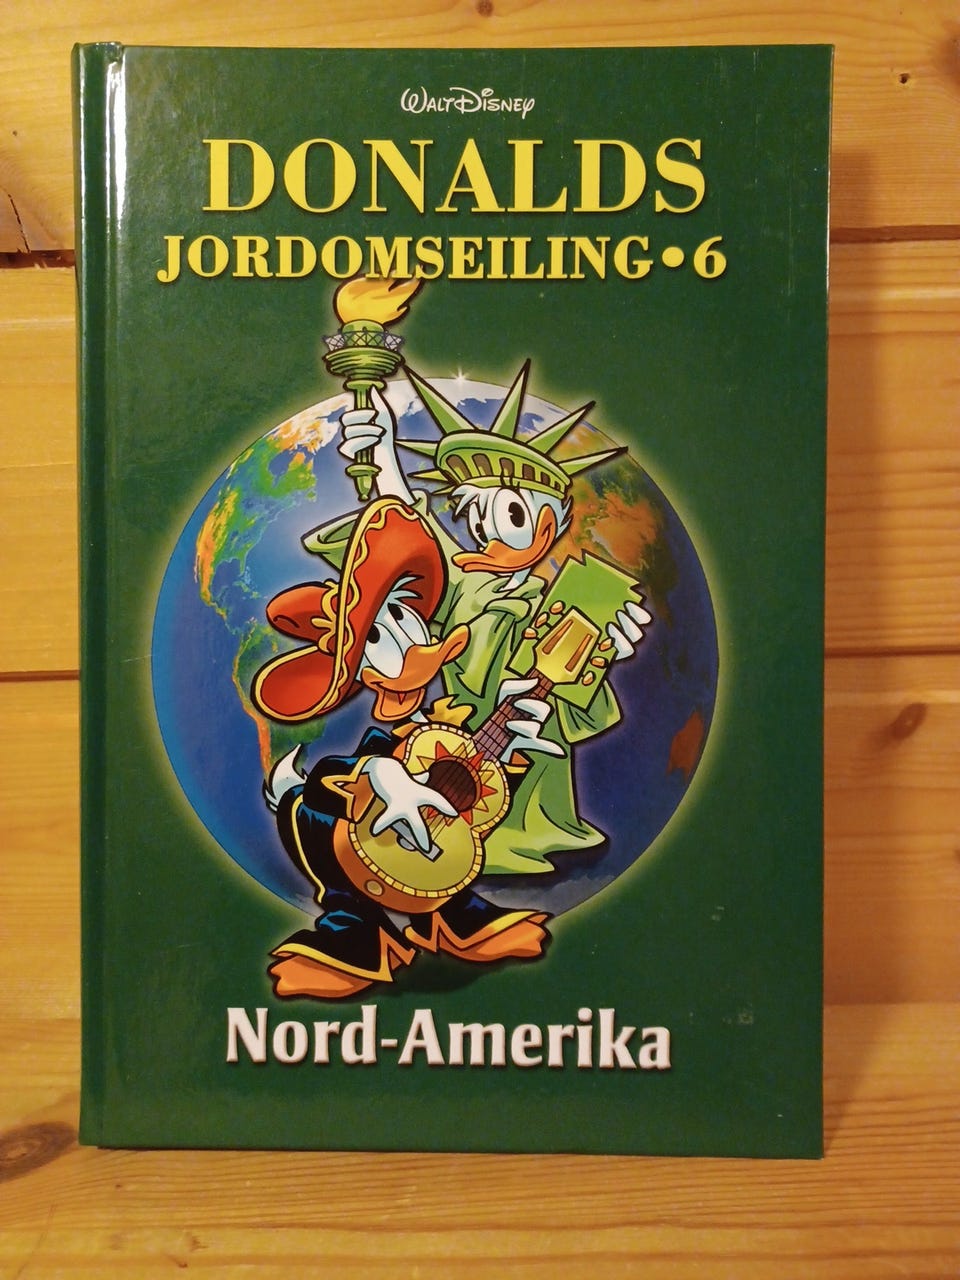 WALT DISNEY
DONALDS
JORDOMSEILING • 6
Nord-Amerika